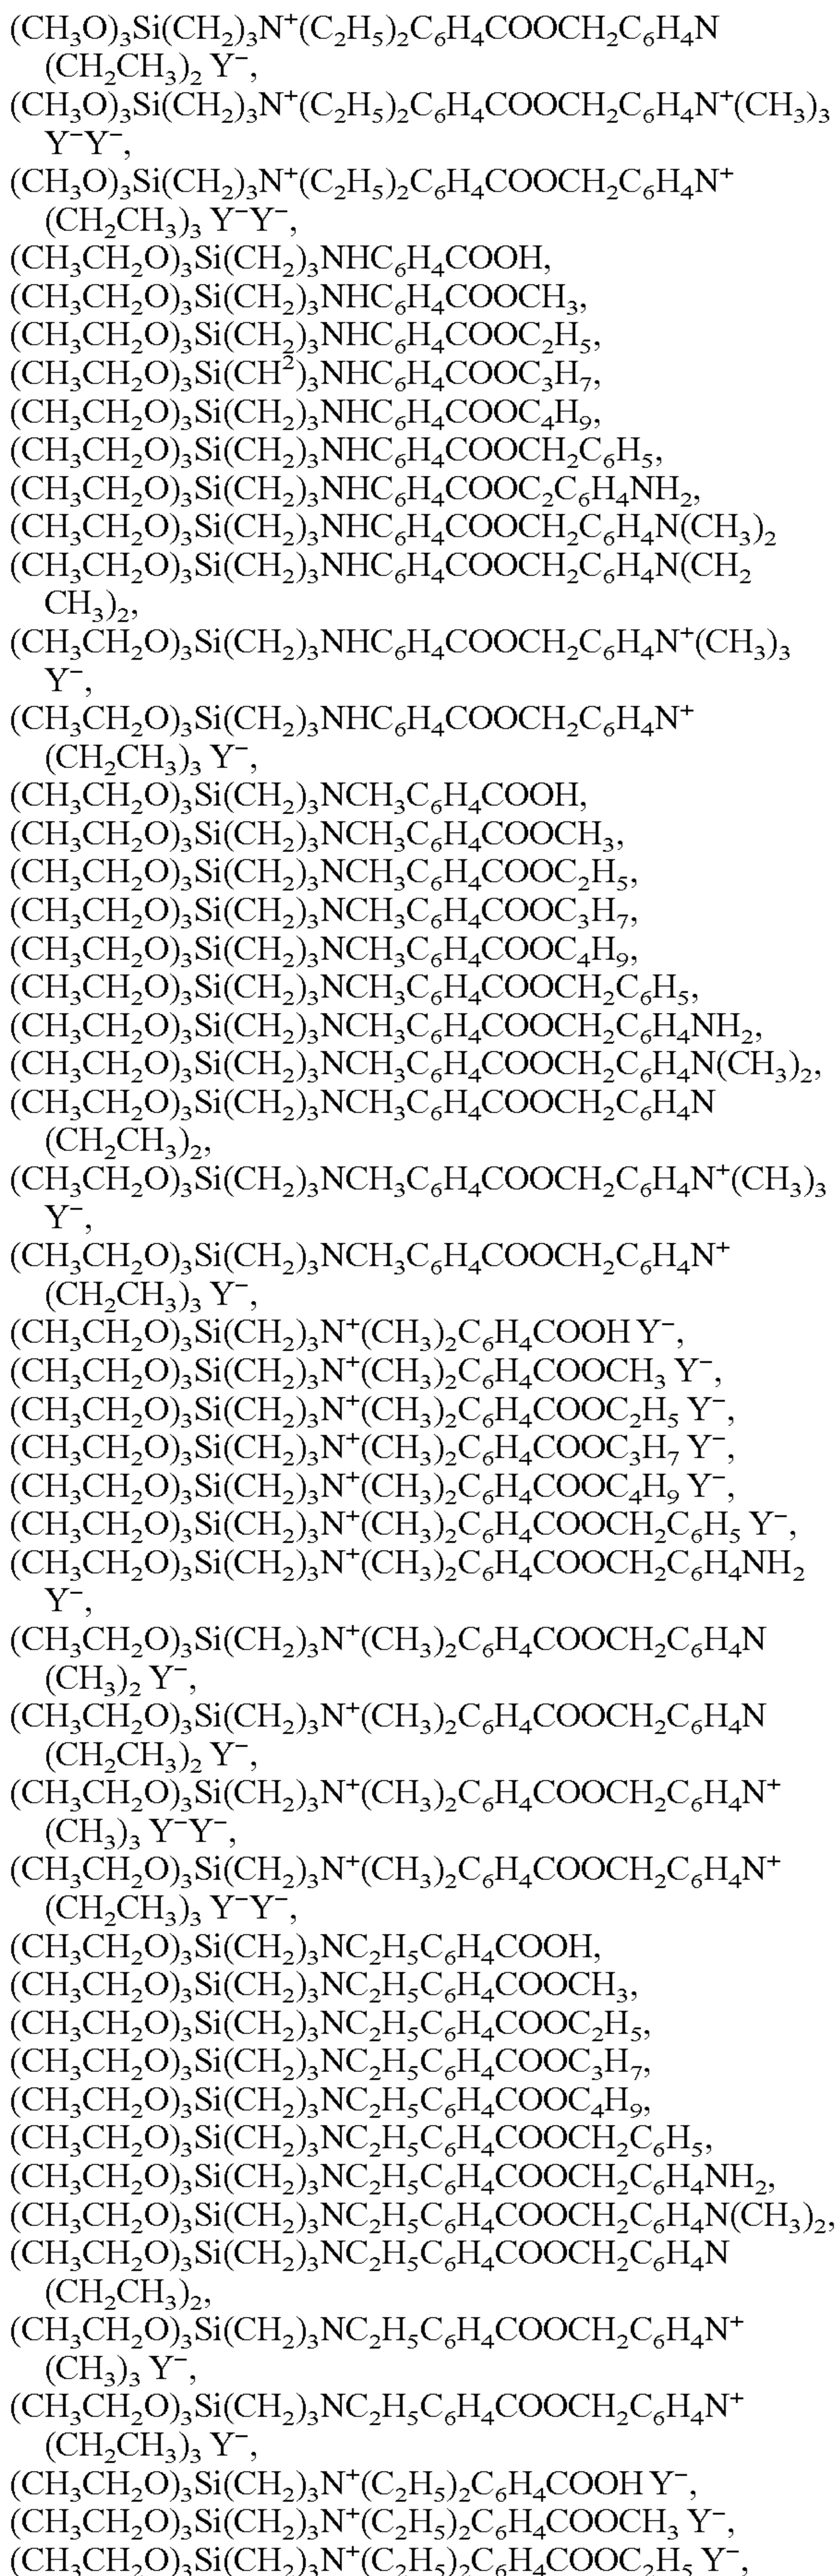 (CH₃O)₃Si(CH₂)₃N⁺(C₂H₅)₂C₆H₄COOCH₂C₆H₄N
(CH₂CH₃)₂ Y⁻,
(CH₃O)₃Si(CH₂)₃N⁺(C₂H₅)₂C₆H₄COOCH₂C₆H₄N⁺(CH₃)₃
Y⁻Y⁻,
(CH₃O)₃Si(CH₂)₃N⁺(C₂H₅)₂C₆H₄COOCH₂C₆H₄N⁺
(CH₂CH₃)₃ Y⁻Y⁻,
(CH₃CH₂O)₃Si(CH₂)₃NHC₆H₄COOH,
(CH₃CH₂O)₃Si(CH₂)₃NHC₆H₄COOCH₃,
(CH₃CH₂O)₃Si(CH₂)₃NHC₆H₄COOC₂H₅,
(CH₃CH₂O)₃Si(CH²)₃NHC₆H₄COOC₃H₇,
(CH₃CH₂O)₃Si(CH₂)₃NHC₆H₄COOC₄H₉,
(CH₃CH₂O)₃Si(CH₂)₃NHC₆H₄COOCH₂C₆H₅,
(CH₃CH₂O)₃Si(CH₂)₃NHC₆H₄COOC₂C₆H₄NH₂,
(CH₃CH₂O)₃Si(CH₂)₃NHC₆H₄COOCH₂C₆H₄N(CH₃)₂
(CH₃CH₂O)₃Si(CH₂)₃NHC₆H₄COOCH₂C₆H₄N(CH₂
CH₃)₂,
(CH₃CH₂O)₃Si(CH₂)₃NHC₆H₄COOCH₂C₆H₄N⁺(CH₃)₃
Y⁻,
(CH₃CH₂O)₃Si(CH₂)₃NHC₆H₄COOCH₂C₆H₄N⁺
(CH₂CH₃)₃ Y⁻,
(CH₃CH₂O)₃Si(CH₂)₃NCH₃C₆H₄COOH,
(CH₃CH₂O)₃Si(CH₂)₃NCH₃C₆H₄COOCH₃,
(CH₃CH₂O)₃Si(CH₂)₃NCH₃C₆H₄COOC₂H₅,
(CH₃CH₂O)₃Si(CH₂)₃NCH₃C₆H₄COOC₃H₇,
(CH₃CH₂O)₃Si(CH₂)₃NCH₃C₆H₄COOC₄H₉,
(CH₃CH₂O)₃Si(CH₂)₃NCH₃C₆H₄COOCH₂C₆H₅,
(CH₃CH₂O)₃Si(CH₂)₃NCH₃C₆H₄COOCH₂C₆H₄NH₂,
(CH₃CH₂O)₃Si(CH₂)₃NCH₃C₆H₄COOCH₂C₆H₄N(CH₃)₂,
(CH₃CH₂O)₃Si(CH₂)₃NCH₃C₆H₄COOCH₂C₆H₄N
(CH₂CH₃)₂,
(CH₃CH₂O)₃Si(CH₂)₃NCH₃C₆H₄COOCH₂C₆H₄N⁺(CH₃)₃
Y⁻,
(CH₃CH₂O)₃Si(CH₂)₃NCH₃C₆H₄COOCH₂C₆H₄N⁺
(CH₂CH₃)₃ Y⁻,
(CH₃CH₂O)₃Si(CH₂)₃N⁺(CH₃)₂C₆H₄COOH Y⁻,
(CH₃CH₂O)₃Si(CH₂)₃N⁺(CH₃)₂C₆H₄COOCH₃ Y⁻,
(CH₃CH₂O)₃Si(CH₂)₃N⁺(CH₃)₂C₆H₄COOC₂H₅ Y⁻,
(CH₃CH₂O)₃Si(CH₂)₃N⁺(CH₃)₂C₆H₄COOC₃H₇ Y⁻,
(CH₃CH₂O)₃Si(CH₂)₃N⁺(CH₃)₂C₆H₄COOC₄H₉ Y⁻,
(CH₃CH₂O)₃Si(CH₂)₃N⁺(CH₃)₂C₆H₄COOCH₂C₆H₅ Y⁻,
(CH₃CH₂O)₃Si(CH₂)₃N⁺(CH₃)₂C₆H₄COOCH₂C₆H₄NH₂
Y⁻,
(CH₃CH₂O)₃Si(CH₂)₃N⁺(CH₃)₂C₆H₄COOCH₂C₆H₄N
(CH₃)₂ Y⁻,
(CH₃CH₂O)₃Si(CH₂)₃N⁺(CH₃)₂C₆H₄COOCH₂C₆H₄N
(CH₂CH₃)₂ Y⁻,
(CH₃CH₂O)₃Si(CH₂)₃N⁺(CH₃)₂C₆H₄COOCH₂C₆H₄N⁺
(CH₃)₃ Y⁻Y⁻,
(CH₃CH₂O)₃Si(CH₂)₃N⁺(CH₃)₂C₆H₄COOCH₂C₆H₄N⁺
(CH₂CH₃)₃ Y⁻Y⁻,
(CH₃CH₂O)₃Si(CH₂)₃NC₂H₅C₆H₄COOH,
(CH₃CH₂O)₃Si(CH₂)₃NC₂H₅C₆H₄COOCH₃,
(CH₃CH₂O)₃Si(CH₂)₃NC₂H₅C₆H₄COOC₂H₅,
(CH₃CH₂O)₃Si(CH₂)₃NC₂H₅C₆H₄COOC₃H₇,
(CH₃CH₂O)₃Si(CH₂)₃NC₂H₅C₆H₄COOC₄H₉,
(CH₃CH₂O)₃Si(CH₂)₃NC₂H₅C₆H₄COOCH₂C₆H₅,
(CH₃CH₂O)₃Si(CH₂)₃NC₂H₅C₆H₄COOCH₂C₆H₄NH₂,
(CH₃CH₂O)₃Si(CH₂)₃NC₂H₅C₆H₄COOCH₂C₆H₄N(CH₃)₂,
(CH₃CH₂O)₃Si(CH₂)₃NC₂H₅C₆H₄COOCH₂C₆H₄N
(CH₂CH₃)₂,
(CH₃CH₂O)₃Si(CH₂)₃NC₂H₅C₆H₄COOCH₂C₆H₄N⁺
(CH₃)₃ Y⁻,
(CH₃CH₂O)₃Si(CH₂)₃NC₂H₅C₆H₄COOCH₂C₆H₄N⁺
(CH₂CH₃)₃ Y⁻,
(CH₃CH₂O)₃Si(CH₂)₃N⁺(C₂H₅)₂C₆H₄COOH Y⁻,
(CH₃CH₂O)₃Si(CH₂)₃N⁺(C₂H₅)₂C₆H₄COOCH₃ Y⁻,
(CH₃CH₂O)₃Si(CH₂)₃N⁺(C₂H₅)₂C₆H₄COOC₂H₅ Y⁻,